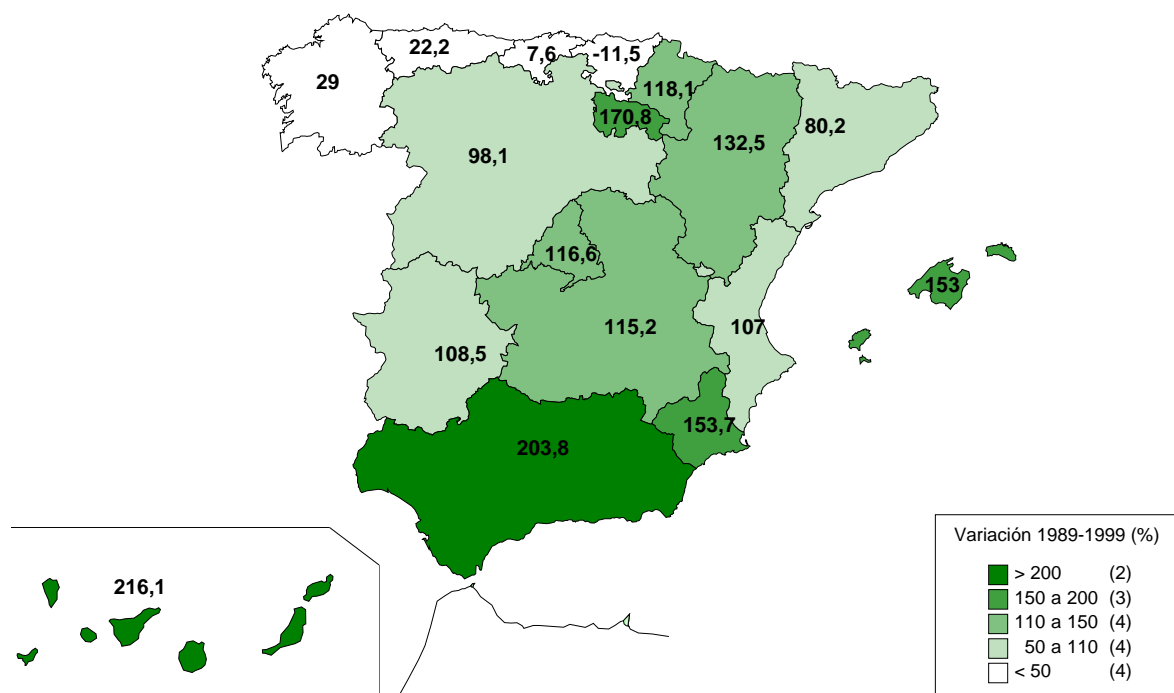 22,2
7,6
-11,5
29
118,1
170,8
80,2
132,5
98,1
116,6
153
115,2
107
108,5
153,7
203,8
216,1
Variación 1989-1999 (%)
> 200 (2)
150 a 200 (3)
110 a 150 (4)
50 a 110 (4)
< 50 (4)